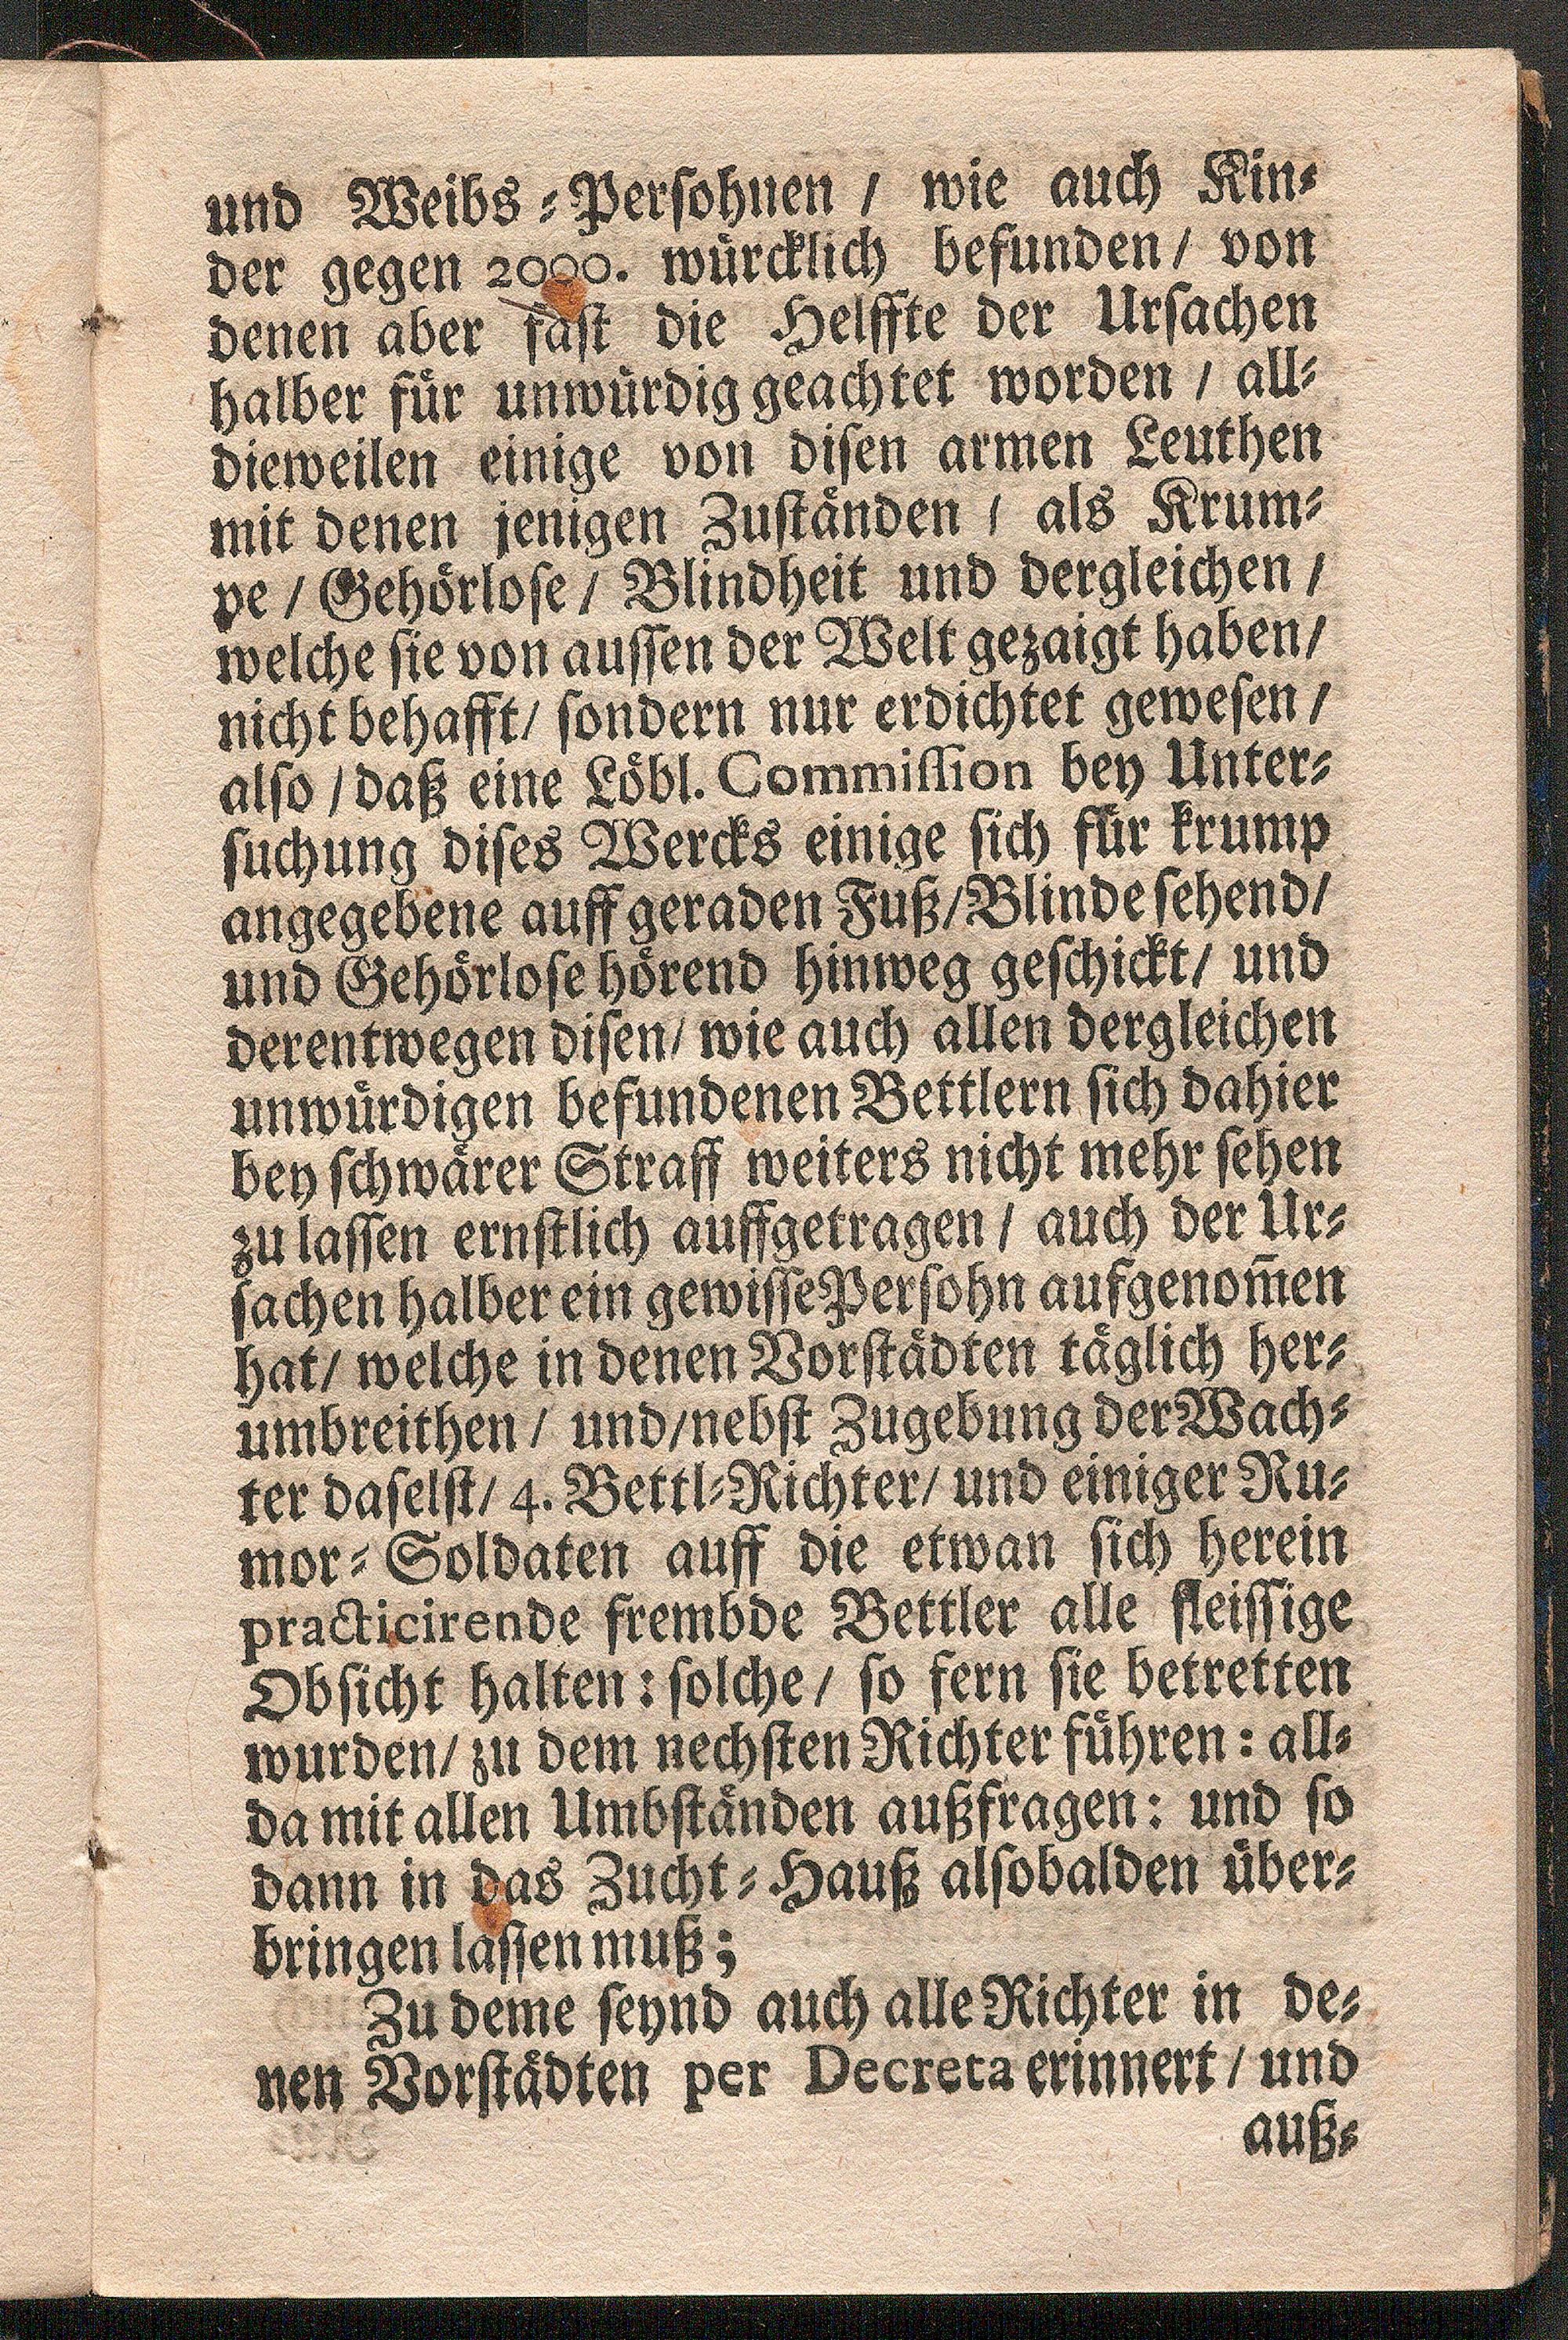 und Weibs-Persohnen / wie auch Kin-
der gegen 2000. würcklich befunden / von
denen aber fast die Helffte der Ursachen
halber für unwürdig geachtet worden / all-
dieweilen einige von disen armen Leuthen
mit denen jenigen Zuständen / als Krum-
pe / Gehörlose / Blindheit und dergleichen /
welche sie von aussen der Welt gezaigt haben /
nicht behafft / sondern nur erdichtet gewesen /
also / daß eine Löbl. Commission bey Unter-
suchung dises Wercks einige sich für krump
angegebene auff geraden Fuß / Blinde sehend /
und Gehörlose hörend hinweg geschickt / und
derentwegen disen / wie auch allen dergleichen
unwürdigen befundenen Bettlern sich dahier
bey schwärer Straff weiters nicht mehr sehen
zu lassen ernstlich auffgetragen / auch der Ur-
sachen halber ein gewisse Persohn aufgenom̃en
hat / welche in denen Vorstädten täglich her-
umbreithen / und / nebst Zugebung der Wach-
ter daselst / 4. Bettl-Richter / und einiger Ru-
mor-Soldaten auff die etwan sich herein
practicirende frembde Bettler alle fleissige
Obsicht halten: solche / so fern sie betretten
wurden / zu dem nechsten Richter führen: all-
da mit allen Umbständen außfragen: und so
dann in das Zucht-Hauß alsobalden über-
bringen lassen muß;
Zu deme seynd auch alle Richter in de-
nen Vorstädten per Decreta erinnert / und
auß-